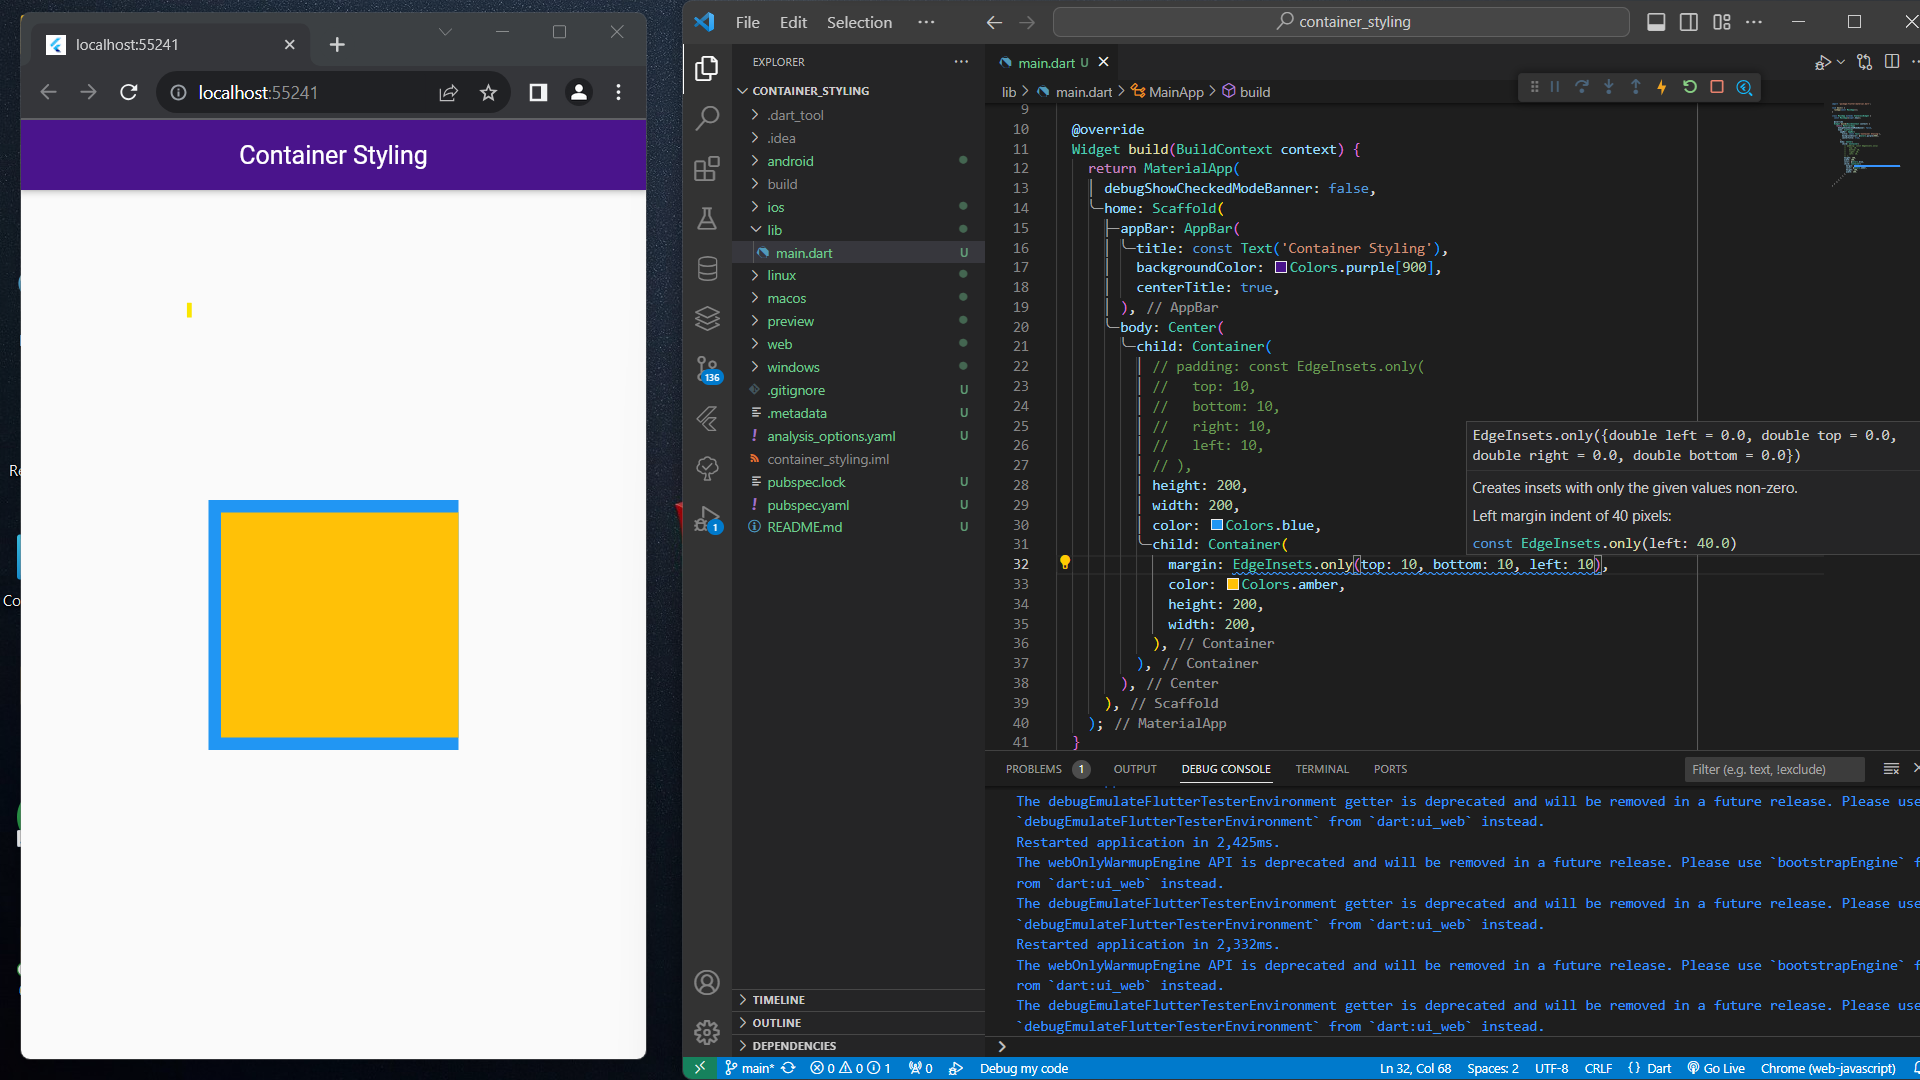 localhost:55241
localhost:55241
Container Styling
Re
Co
File Edit Selection ···
container_styling
EXPLORER
CONTAINER_STYLING
.dart_tool
.idea
android
build
ios
lib
main.dart U
linux
macos
preview
web
windows
.gitignore U
.metadata U
analysis_options.yaml U
container_styling.iml
pubspec.lock U
pubspec.yaml U
README.md U
136
1
TIMELINE
OUTLINE
DEPENDENCIES
main.dart U
lib > main.dart > MainApp > build
9
10 @override
11 Widget build(BuildContext context) {
12 return MaterialApp(
13 debugShowCheckedModeBanner: false,
14 home: Scaffold(
15 appBar: AppBar(
16 title: const Text('Container Styling'),
17 backgroundColor: Colors.purple[900],
18 centerTitle: true,
19 ), // AppBar
20 body: Center(
21 child: Container(
22 // padding: const EdgeInsets.only(
23 // top: 10,
24 // bottom: 10,
25 // right: 10,
26 // left: 10,
27 // ),
28 height: 200,
29 width: 200,
30 color: Colors.blue,
31 child: Container(
32 margin: EdgeInsets.only(top: 10, bottom: 10, left: 10),
33 color: Colors.amber,
34 height: 200,
35 width: 200,
36 ), // Container
37 ), // Container
38 ), // Center
39 ), // Scaffold
40 ); // MaterialApp
41 }
EdgeInsets.only({double left = 0.0, double top = 0.0,
double right = 0.0, double bottom = 0.0})
Creates insets with only the given values non-zero.
Left margin indent of 40 pixels:
const EdgeInsets.only(left: 40.0)
PROBLEMS 1 OUTPUT DEBUG CONSOLE TERMINAL PORTS Filter (e.g. text, !exclude)
The debugEmulateFlutterTesterEnvironment getter is deprecated and will be removed in a future release. Please use
`debugEmulateFlutterTesterEnvironment` from `dart:ui_web` instead.
Restarted application in 2,425ms.
The webOnlyWarmupEngine API is deprecated and will be removed in a future release. Please use `bootstrapEngine` f
rom `dart:ui_web` instead.
The debugEmulateFlutterTesterEnvironment getter is deprecated and will be removed in a future release. Please use
`debugEmulateFlutterTesterEnvironment` from `dart:ui_web` instead.
Restarted application in 2,332ms.
The webOnlyWarmupEngine API is deprecated and will be removed in a future release. Please use `bootstrapEngine` f
rom `dart:ui_web` instead.
The debugEmulateFlutterTesterEnvironment getter is deprecated and will be removed in a future release. Please use
`debugEmulateFlutterTesterEnvironment` from `dart:ui_web` instead.
main* 0 0 1 0 Debug my code Ln 32, Col 68 Spaces: 2 UTF-8 CRLF {} Dart Go Live Chrome (web-javascript)